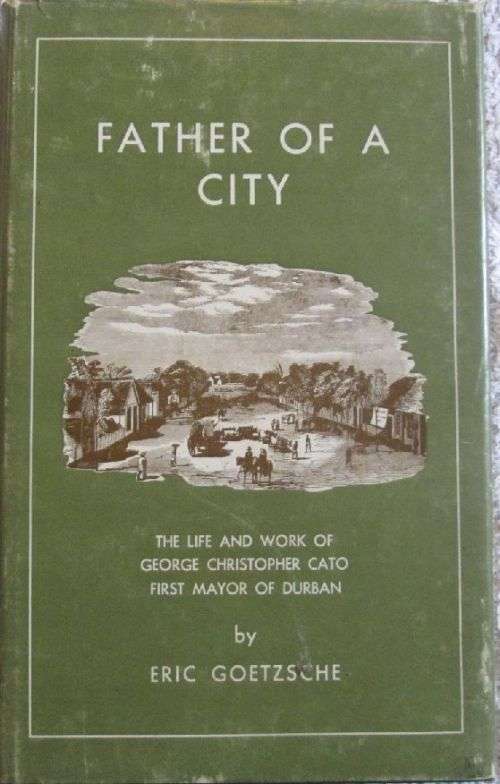 FATHER OF A
CITY
THE LIFE AND WORK OF
GEORGE CHRISTOPHER CATO
FIRST MAYOR OF DURBAN
by
ERIC GOETZSCHE